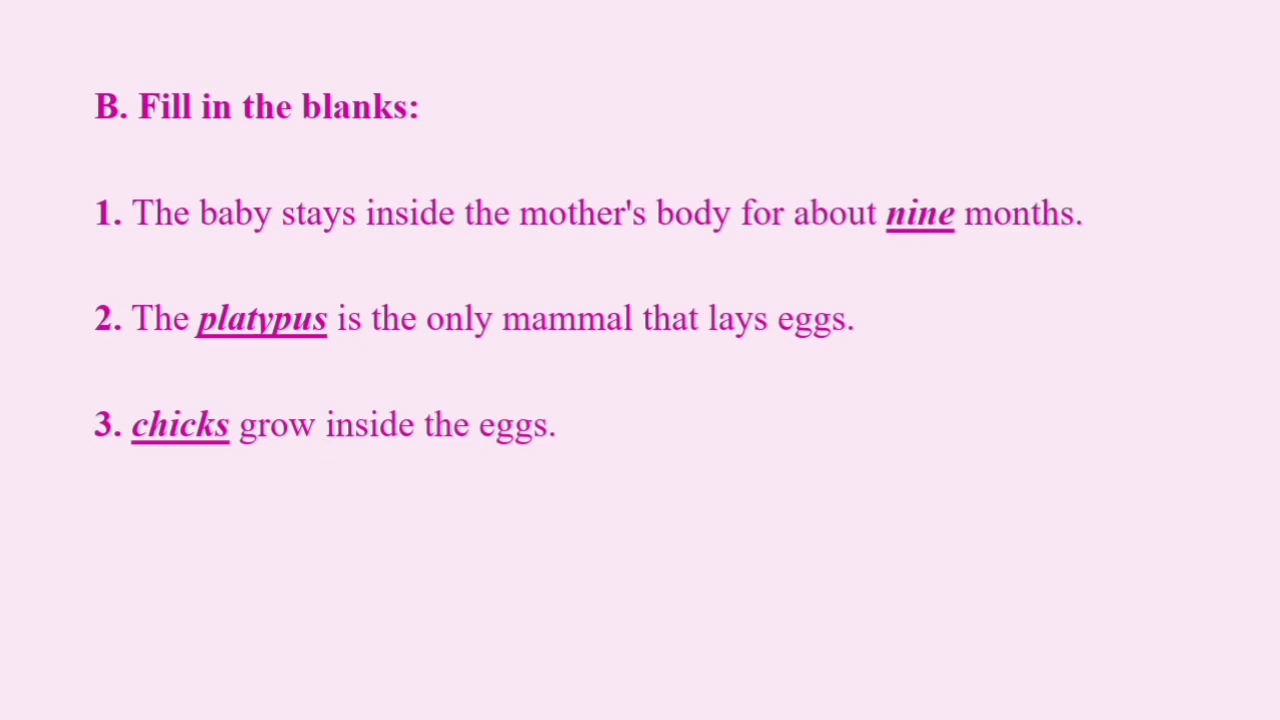 B. Fill in the blanks:
1. The baby stays inside the mother's body for about nine months.
2. The platypus is the only mammal that lays eggs.
3. chicks grow inside the eggs.